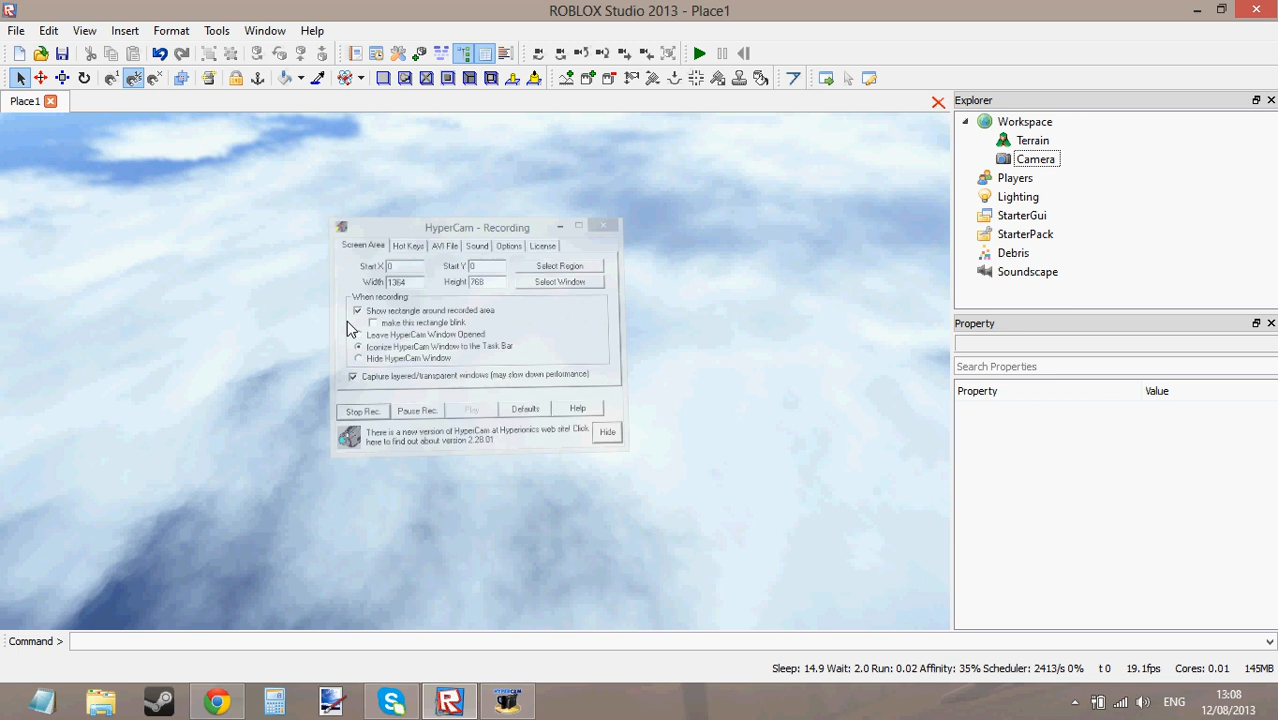 ROBLOX Studio 2013 - Place1
File Edit View Insert Format Tools Window Help
Place1
Explorer
Workspace
Terrain
Camera
Players
Lighting
StarterGui
StarterPack
Debris
Soundscape
HyperCam - Recording
Screen Area Hot Keys AVI File Sound Options License
Start X 0 Start Y 0 Select Region
Width 1364 Height 768 Select Window
When recording:
Show rectangle around recorded area
make this rectangle blink
Leave HyperCam Window Opened
Iconize HyperCam Window to the Task Bar
Hide HyperCam Window
Capture layered/transparent windows (may slow down performance)
Stop Rec. Pause Rec. Play Defaults Help
There is a new version of HyperCam at Hyperionics web site! Click
here to find out about version 2.28.01
Hide
Property
Search Properties
Property Value
Command >
Sleep: 14.9 Wait: 2.0 Run: 0.02 Affinity: 35% Scheduler: 2413/s 0% t 0 19.1fps Cores: 0.01 145MB
HYPERCAM
ENG
13:08
12/08/2013